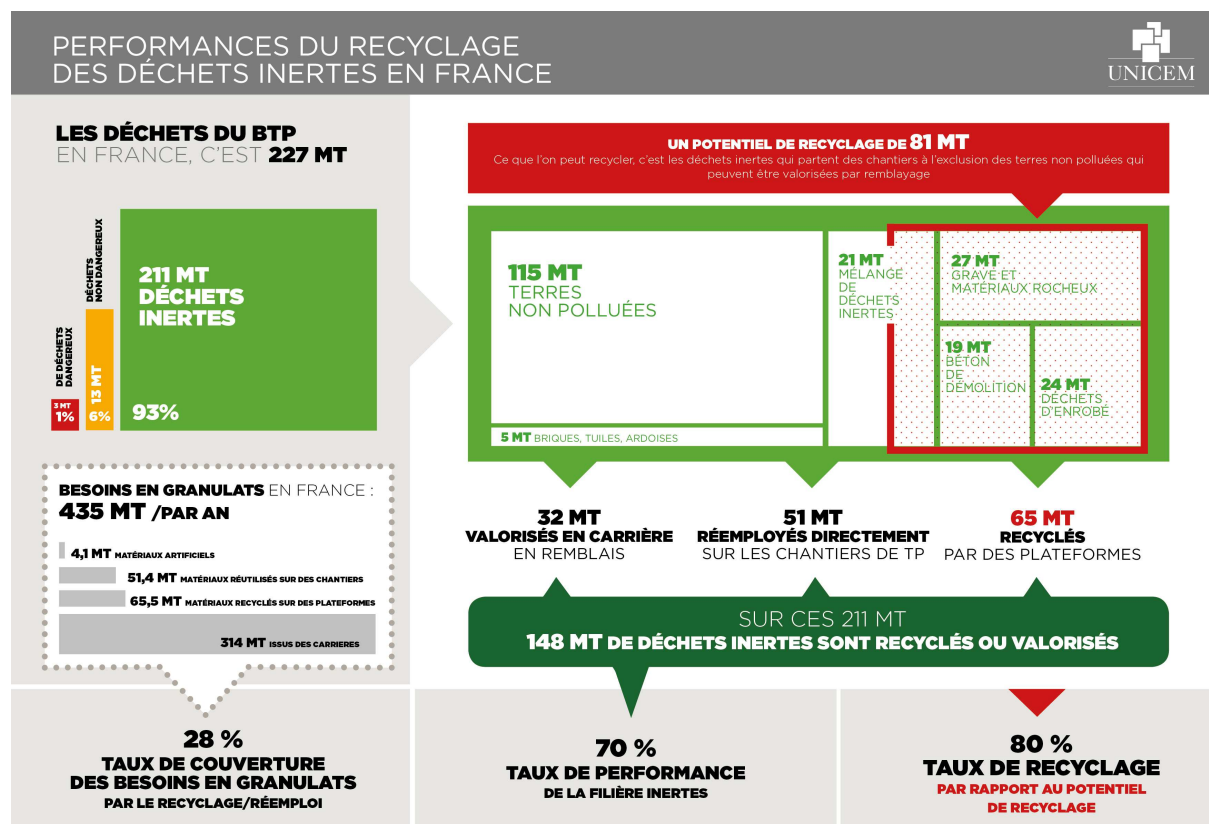 PERFORMANCES DU RECYCLAGE
DES DÉCHETS INERTES EN FRANCE
UNICEM
LES DÉCHETS DU BTP
EN FRANCE, C'EST 227 MT
DE DÉCHETS
DANGEREUX
3 MT
1%
DÉCHETS
NON DANGEREUX
13 MT
6%
211 MT
DÉCHETS
INERTES
93%
UN POTENTIEL DE RECYCLAGE DE 81 MT
Ce que l'on peut recycler, c'est les déchets inertes qui partent des chantiers à l'exclusion des terres non polluées qui
peuvent être valorisées par remblayage
115 MT
TERRES
NON POLLUÉES
5 MT BRIQUES, TUILES, ARDOISES
21 MT
MÉLANGE
DE
DÉCHETS
INERTES
27 MT
GRAVE ET
MATÉRIAUX ROCHEUX
19 MT
BÉTON
DE
DÉMOLITION
24 MT
DÉCHETS
D'ENROBÉ
BESOINS EN GRANULATS EN FRANCE :
435 MT /PAR AN
4,1 MT MATÉRIAUX ARTIFICIELS
51,4 MT MATÉRIAUX RÉUTILISÉS SUR DES CHANTIERS
65,5 MT MATÉRIAUX RECYCLÉS SUR DES PLATEFORMES
314 MT ISSUS DES CARRIERES
32 MT
VALORISÉS EN CARRIÈRE
EN REMBLAIS
51 MT
RÉEMPLOYÉS DIRECTEMENT
SUR LES CHANTIERS DE TP
65 MT
RECYCLÉS
PAR DES PLATEFORMES
SUR CES 211 MT
148 MT DE DÉCHETS INERTES SONT RECYCLÉS OU VALORISÉS
28 %
TAUX DE COUVERTURE
DES BESOINS EN GRANULATS
PAR LE RECYCLAGE/RÉEMPLOI
70 %
TAUX DE PERFORMANCE
DE LA FILIÈRE INERTES
80 %
TAUX DE RECYCLAGE
PAR RAPPORT AU POTENTIEL
DE RECYCLAGE